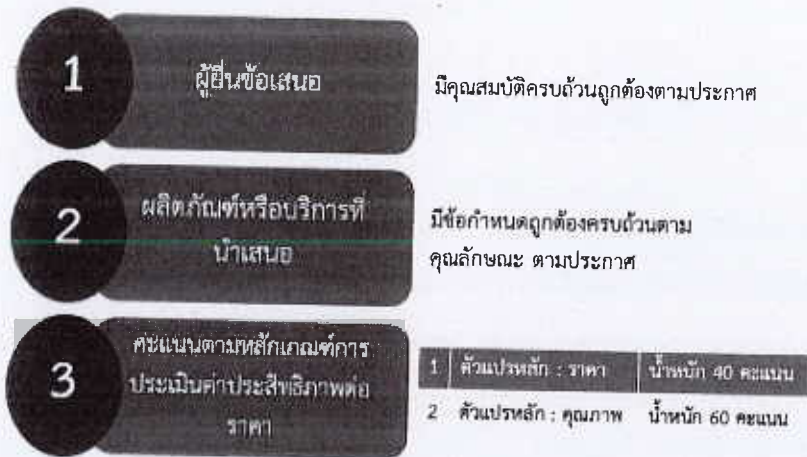 1
ผู้ยื่นข้อเสนอ
มีคุณสมบัติครบถ้วนถูกต้องตามประกาศ
2
ผลิตภัณฑ์หรือบริการที่
นำเสนอ
มีข้อกำหนดถูกต้องครบถ้วนตาม
คุณลักษณะ ตามประกาศ
3
คะแนนตามหลักเกณฑ์การ
ประเมินค่าประสิทธิภาพต่อ
ราคา
1 ตัวแปรหลัก : ราคา น้ำหนัก 40 คะแนน
2 ตัวแปรหลัก : คุณภาพ น้ำหนัก 60 คะแนน